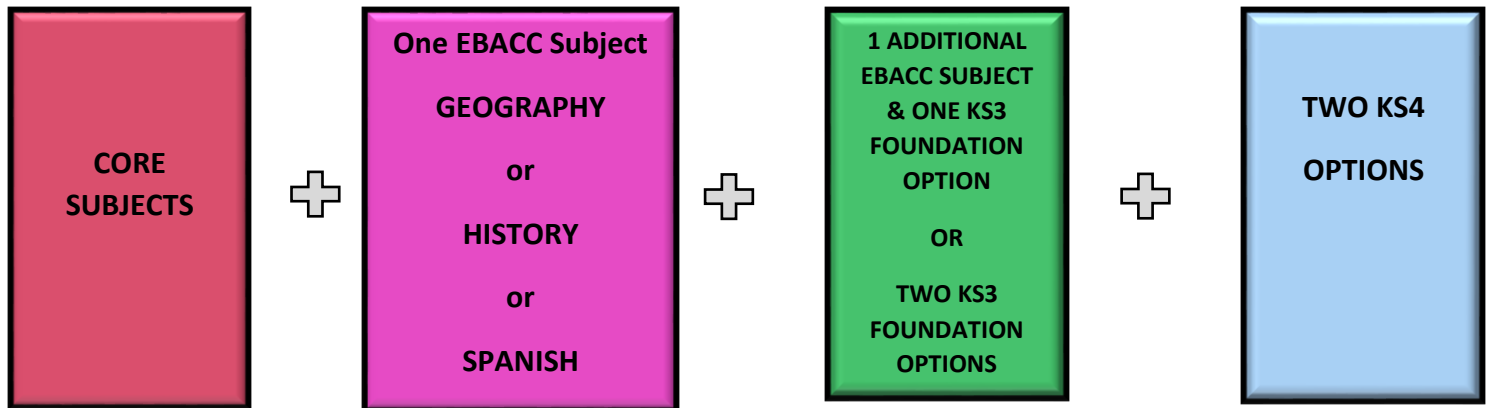 CORE
SUBJECTS
One EBACC Subject
GEOGRAPHY
or
HISTORY
or
SPANISH
1 ADDITIONAL
EBACC SUBJECT
& ONE KS3
FOUNDATION
OPTION
OR
TWO KS3
FOUNDATION
OPTIONS
TWO KS4
OPTIONS